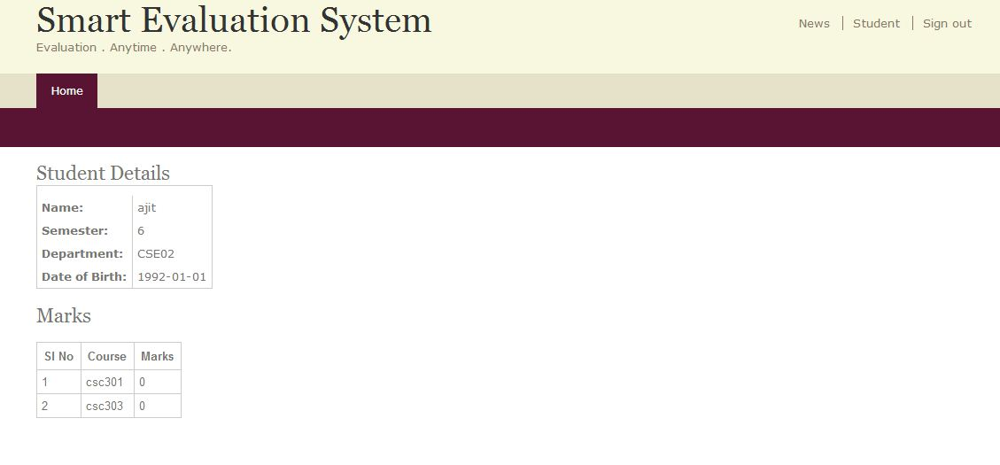 Smart Evaluation System
Evaluation . Anytime . Anywhere.
News Student Sign out
Home
Student Details
Name: ajit
Semester: 6
Department: CSE02
Date of Birth: 1992-01-01
Marks
Sl No Course Marks
1 csc301 0
2 csc303 0